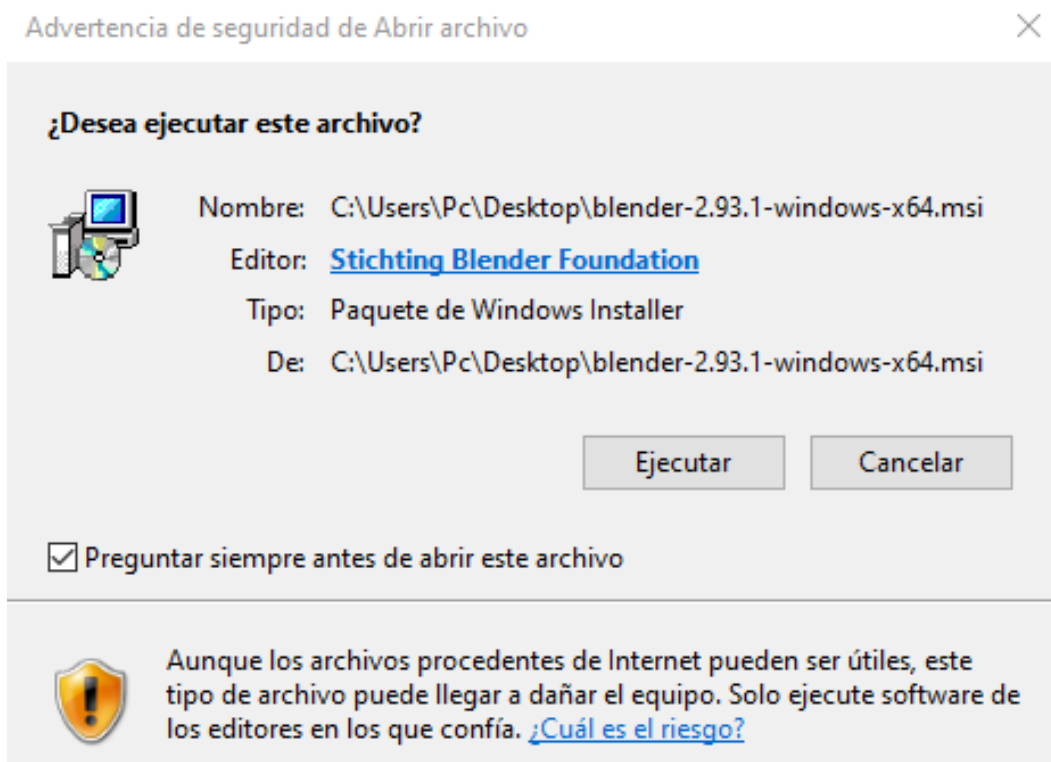 Advertencia de seguridad de Abrir archivo
¿Desea ejecutar este archivo?
Nombre: C:\Users\Pc\Desktop\blender-2.93.1-windows-x64.msi
Editor: Stichting Blender Foundation
Tipo: Paquete de Windows Installer
De: C:\Users\Pc\Desktop\blender-2.93.1-windows-x64.msi
Ejecutar Cancelar
Preguntar siempre antes de abrir este archivo
Aunque los archivos procedentes de Internet pueden ser útiles, este
tipo de archivo puede llegar a dañar el equipo. Solo ejecute software de
los editores en los que confía. ¿Cuál es el riesgo?